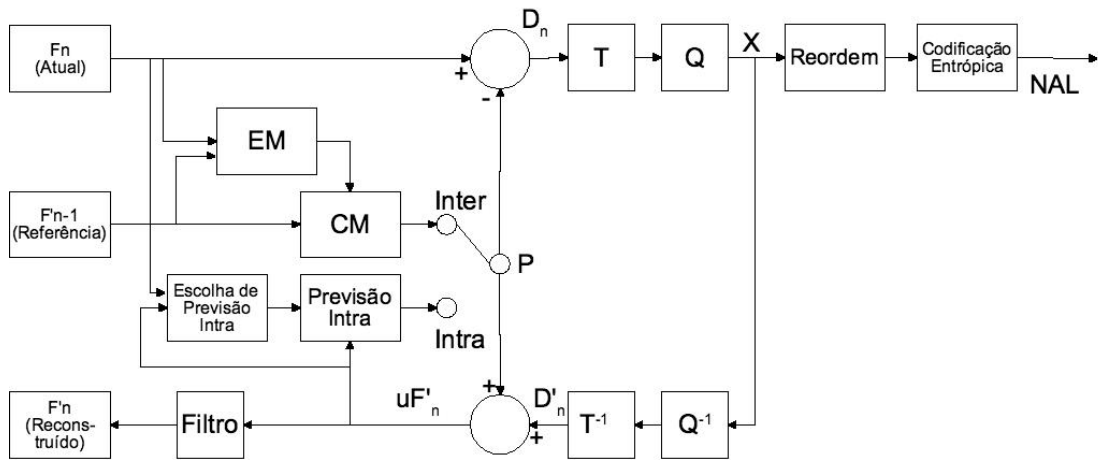 Fn
(Atual)
+
-
Dn
T
Q
X
Reordem
Codificação
Entrópica
NAL
EM
F'n-1
(Referência)
CM
Inter
P
Escolha de
Previsão
Intra
Previsão
Intra
Intra
F'n
(Recons-
truído)
Filtro
uF'n
+
+
D'n
T-1
Q-1